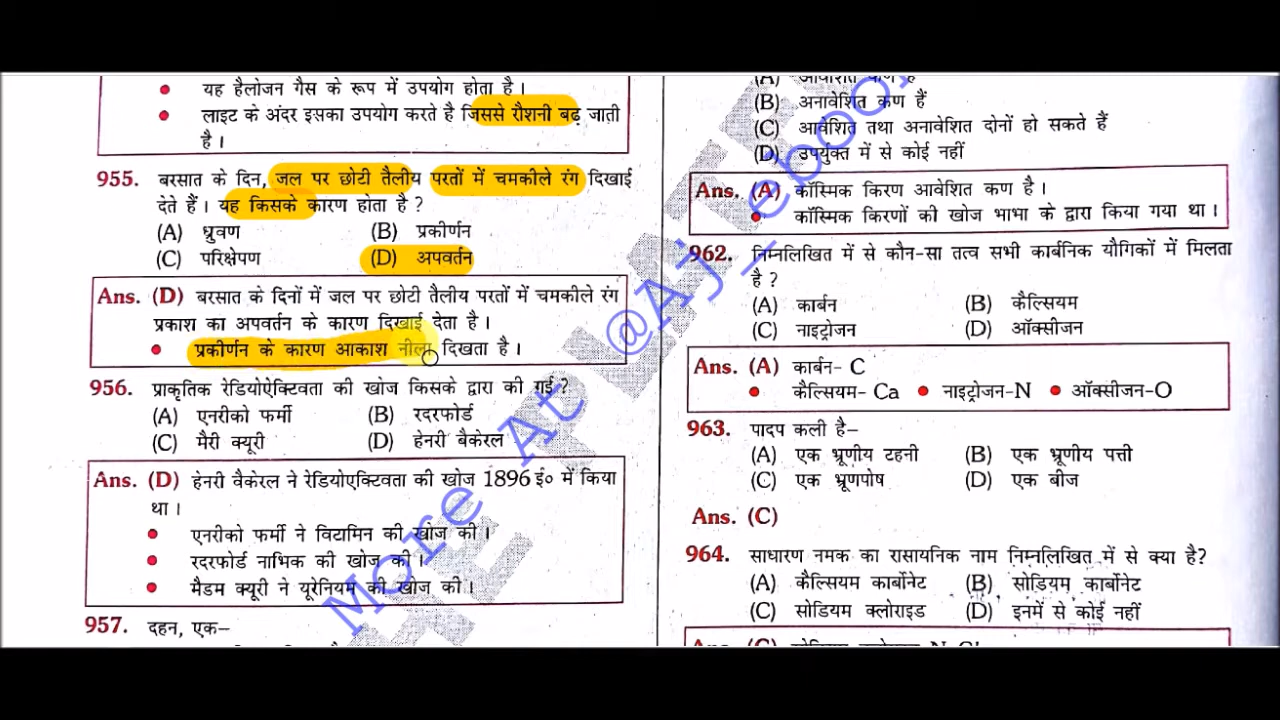 यह हैलोजन गैस के रूप में उपयोग होता है।
लाइट के अंदर इसका उपयोग करते है जिससे रौशनी बढ़ जाती
है।
955. बरसात के दिन, जल पर छोटी तैलीय परतों में चमकीले रंग दिखाई
देते हैं। यह किसके कारण होता है ?
(A) ध्रुवण (B) प्रकीर्णन
(C) परिक्षेपण (D) अपवर्तन
Ans. (D) बरसात के दिनों में जल पर छोटी तैलीय परतों में चमकीले रंग
प्रकाश का अपवर्तन के कारण दिखाई देता है।
प्रकीर्णन के कारण आकाश नीला दिखता है।
956. प्राकृतिक रेडियोऐक्टिवता की खोज किसके द्वारा की गई ?
(A) एनरीको फर्मी (B) रदरफोर्ड
(C) मैरी क्यूरी (D) हेनरी बैकेरल
Ans. (D) हेनरी वैकेरल ने रेडियोएक्टिवता की खोज 1896 ई० में किया
था।
एनरीको फर्मी ने विटामिन की खोज की।
रदरफोर्ड नाभिक की खोज की।
मैडम क्यूरी ने यूरेनियम की खोज की।
957. दहन, एक–
(B) अनावेशित कण हैं
(C) आवेशित तथा अनावेशित दोनों हो सकते हैं
(D) उपर्युक्त में से कोई नहीं
Ans. (A) कॉस्मिक किरण आवेशित कण है।
कॉस्मिक किरणों की खोज भाभा के द्वारा किया गया था।
962. निम्नलिखित में से कौन-सा तत्व सभी कार्बनिक यौगिकों में मिलता
है ?
(A) कार्बन (B) कैल्सियम
(C) नाइट्रोजन (D) ऑक्सीजन
Ans. (A) कार्बन- C
कैल्सियम- Ca नाइट्रोजन-N ऑक्सीजन-O
963. पादप कली है–
(A) एक भ्रूणीय टहनी (B) एक भ्रूणीय पत्ती
(C) एक भ्रूणपोष (D) एक बीज
Ans. (C)
964. साधारण नमक का रासायनिक नाम निम्नलिखित में से क्या है?
(A) कैल्सियम कार्बोनेट (B) सोडियम कार्बोनेट
(C) सोडियम क्लोराइड (D) इनमें से कोई नहीं
More At @Aj_eboo